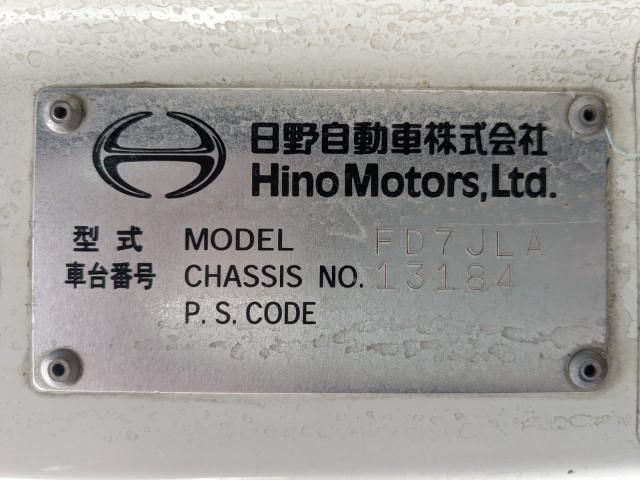 日野自動車株式会社
Hino Motors, Ltd.
型式 MODEL FD7JLA
車台番号 CHASSIS NO. 13184
P. S. CODE